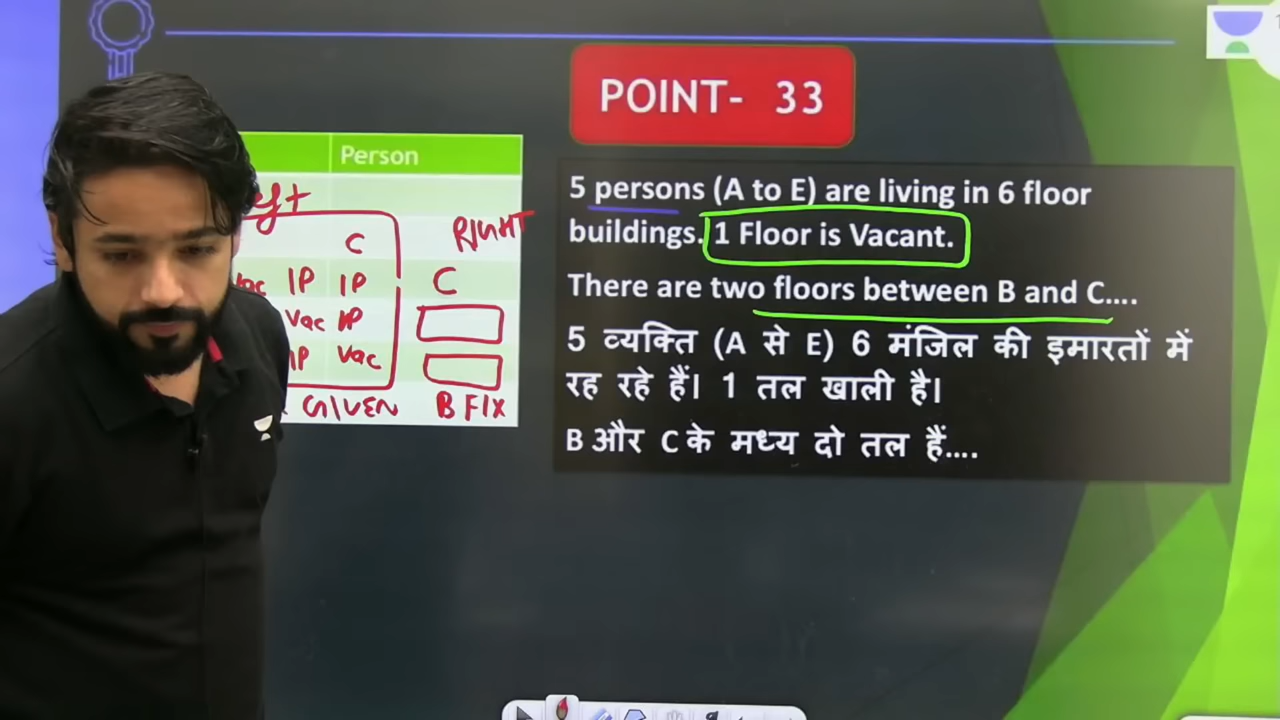 POINT- 33
Person
5 persons (A to E) are living in 6 floor
buildings. 1 Floor is Vacant.
There are two floors between B and C....
5 व्यक्ति (A से E) 6 मंजिल की इमारतों में
रह रहे हैं। 1 तल खाली है।
B और C के मध्य दो तल हैं....
C
RIGHT
IP IP C
Vac IP
IP Vac
GIVEN B FIX